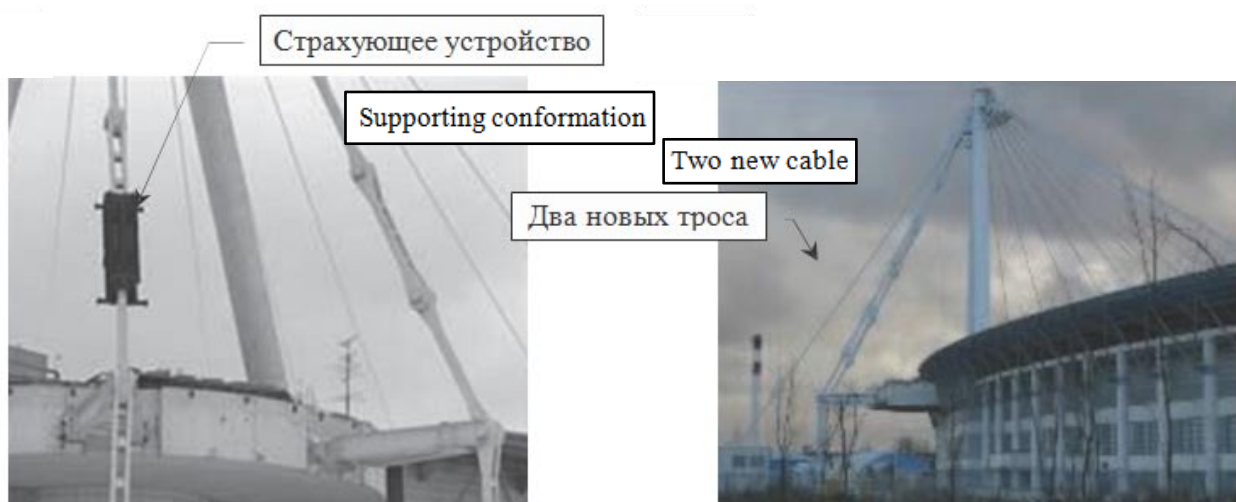 Страхующее устройство
Supporting conformation
Two new cable
Два новых троса